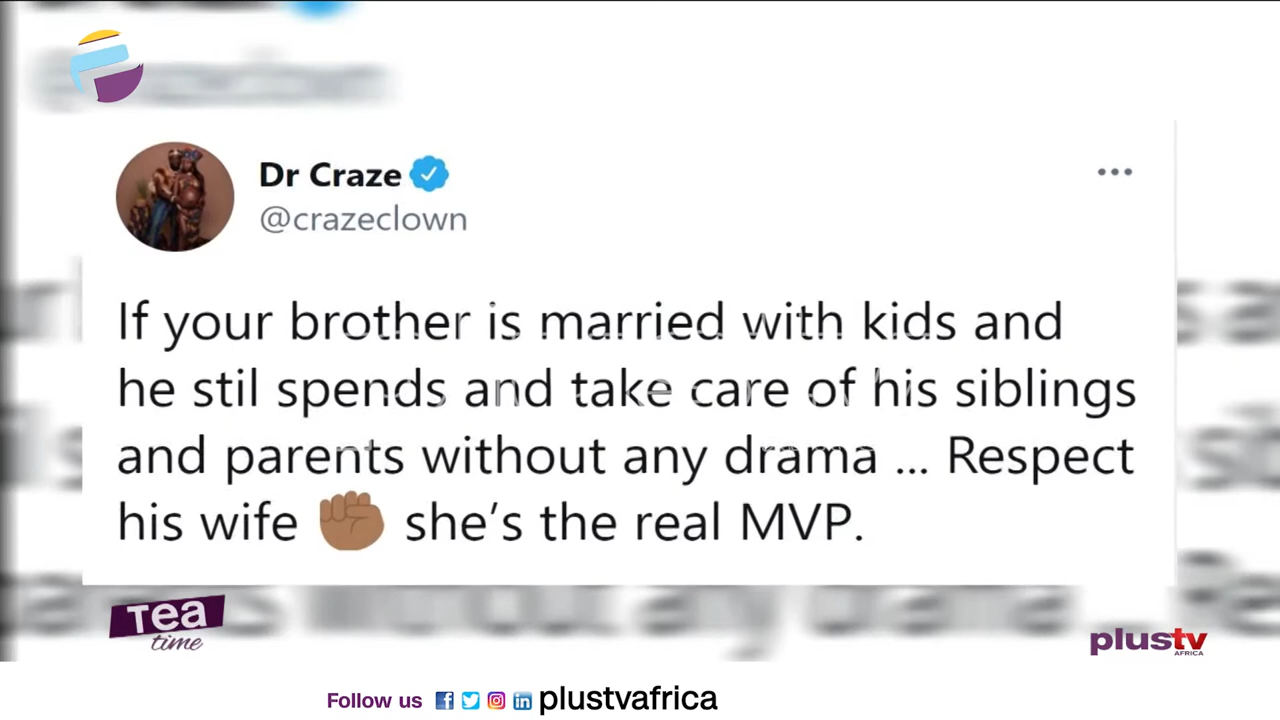 Dr Craze
@crazeclown
If your brother is married with kids and
he stil spends and take care of his siblings
and parents without any drama ... Respect
his wife ✊🏾 she's the real MVP.
Tea
time
plustv
AFRICA
Follow us plustvafrica